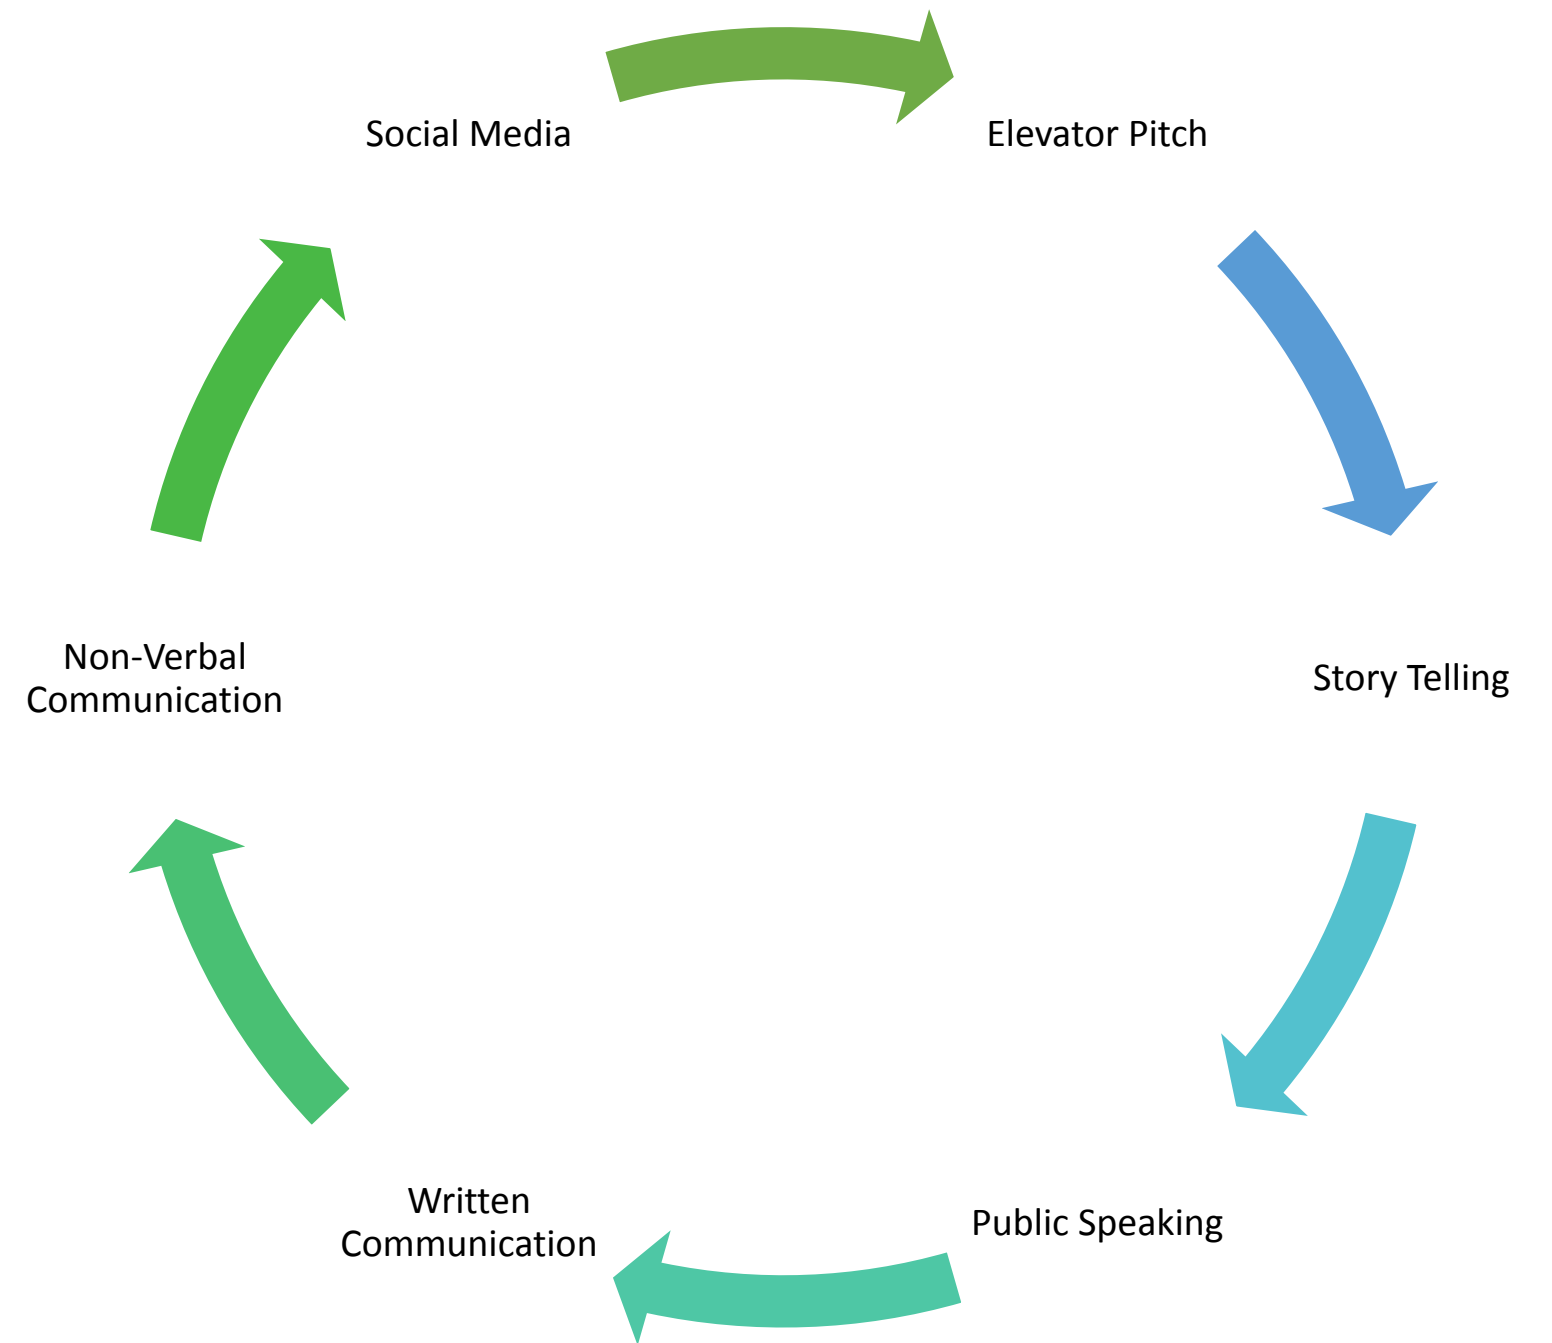 Social Media
Elevator Pitch
Non-Verbal
Communication
Story Telling
Written
Communication
Public Speaking